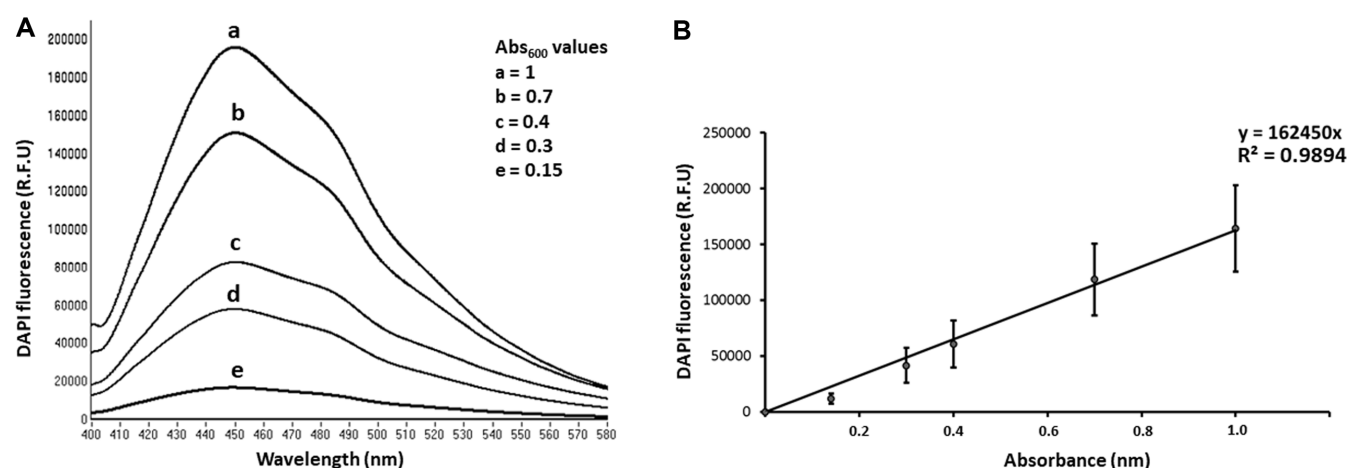 A
B
a
b
c
d
e
Abs₆₀₀ values
a = 1
b = 0.7
c = 0.4
d = 0.3
e = 0.15
DAPI fluorescence (R.F.U)
200000
180000
160000
140000
120000
100000
80000
60000
40000
20000
0
400 410 420 430 440 450 460 470 480 490 500 510 520 530 540 550 560 570 580
Wavelength (nm)
y = 162450x
R² = 0.9894
DAPI fluorescence (R.F.U)
250000
200000
150000
100000
50000
0
0.2 0.4 0.6 0.8 1.0
Absorbance (nm)